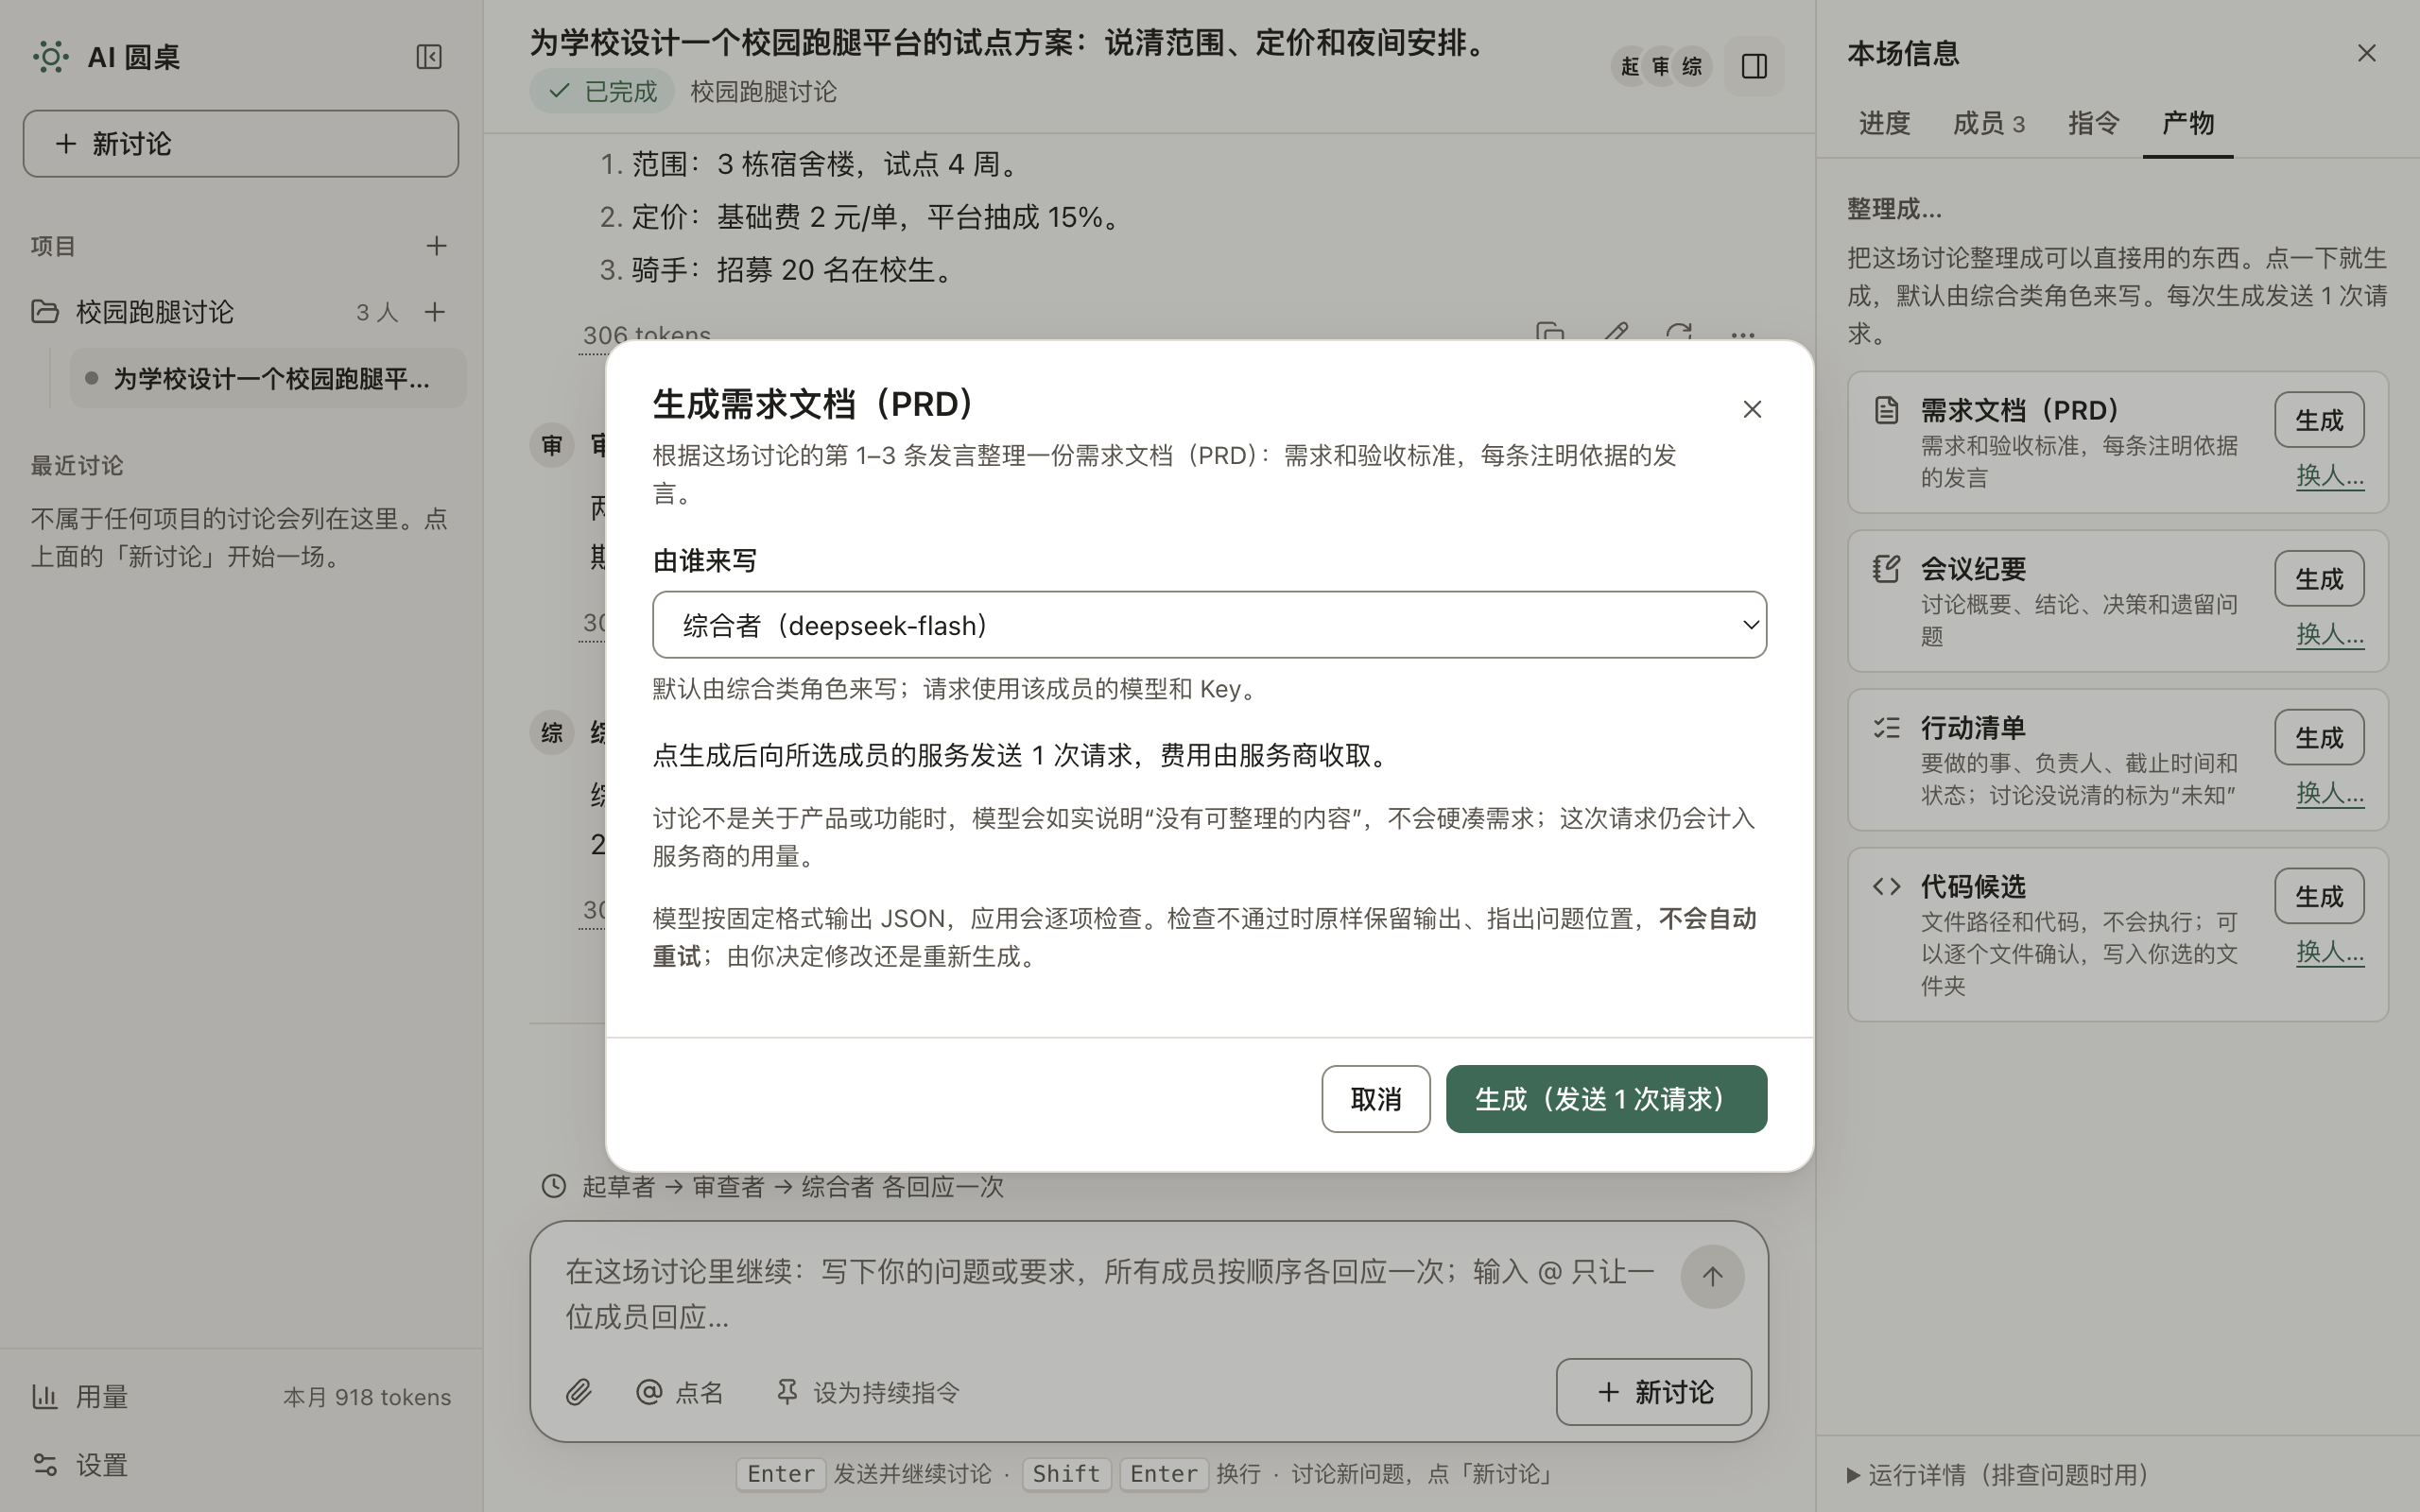 AI 圆桌
新讨论
项目
校园跑腿讨论 3 人
为学校设计一个校园跑腿平...
最近讨论
不属于任何项目的讨论会列在这里。点
上面的「新讨论」开始一场。
用量 本月 918 tokens
设置
为学校设计一个校园跑腿平台的试点方案：说清范围、定价和夜间安排。
已完成 校园跑腿讨论
起 审 综
1. 范围：3 栋宿舍楼，试点 4 周。
2. 定价：基础费 2 元/单，平台抽成 15%。
3. 骑手：招募 20 名在校生。
306 tokens
审
综
生成需求文档（PRD）
根据这场讨论的第 1–3 条发言整理一份需求文档（PRD）：需求和验收标准，每条注明依据的发
言。
由谁来写
综合者（deepseek-flash）
默认由综合类角色来写；请求使用该成员的模型和 Key。
点生成后向所选成员的服务发送 1 次请求，费用由服务商收取。
讨论不是关于产品或功能时，模型会如实说明“没有可整理的内容”，不会硬凑需求；这次请求仍会计入
服务商的用量。
模型按固定格式输出 JSON，应用会逐项检查。检查不通过时原样保留输出、指出问题位置，不会自动
重试；由你决定修改还是重新生成。
取消
生成（发送 1 次请求）
起草者 → 审查者 → 综合者 各回应一次
在这场讨论里继续：写下你的问题或要求，所有成员按顺序各回应一次；输入 @ 只让一
位成员回应...
点名
设为持续指令
新讨论
Enter 发送并继续讨论 · Shift Enter 换行 · 讨论新问题，点「新讨论」
本场信息
进度 成员 3 指令 产物
整理成...
把这场讨论整理成可以直接用的东西。点一下就生
成，默认由综合类角色来写。每次生成发送 1 次请
求。
需求文档（PRD）
需求和验收标准，每条注明依据
的发言
生成
换人...
会议纪要
讨论概要、结论、决策和遗留问
题
生成
换人...
行动清单
要做的事、负责人、截止时间和
状态；讨论没说清的标为“未知”
生成
换人...
代码候选
文件路径和代码，不会执行；可
以逐个文件确认，写入你选的文
件夹
生成
换人...
运行详情（排查问题时用）